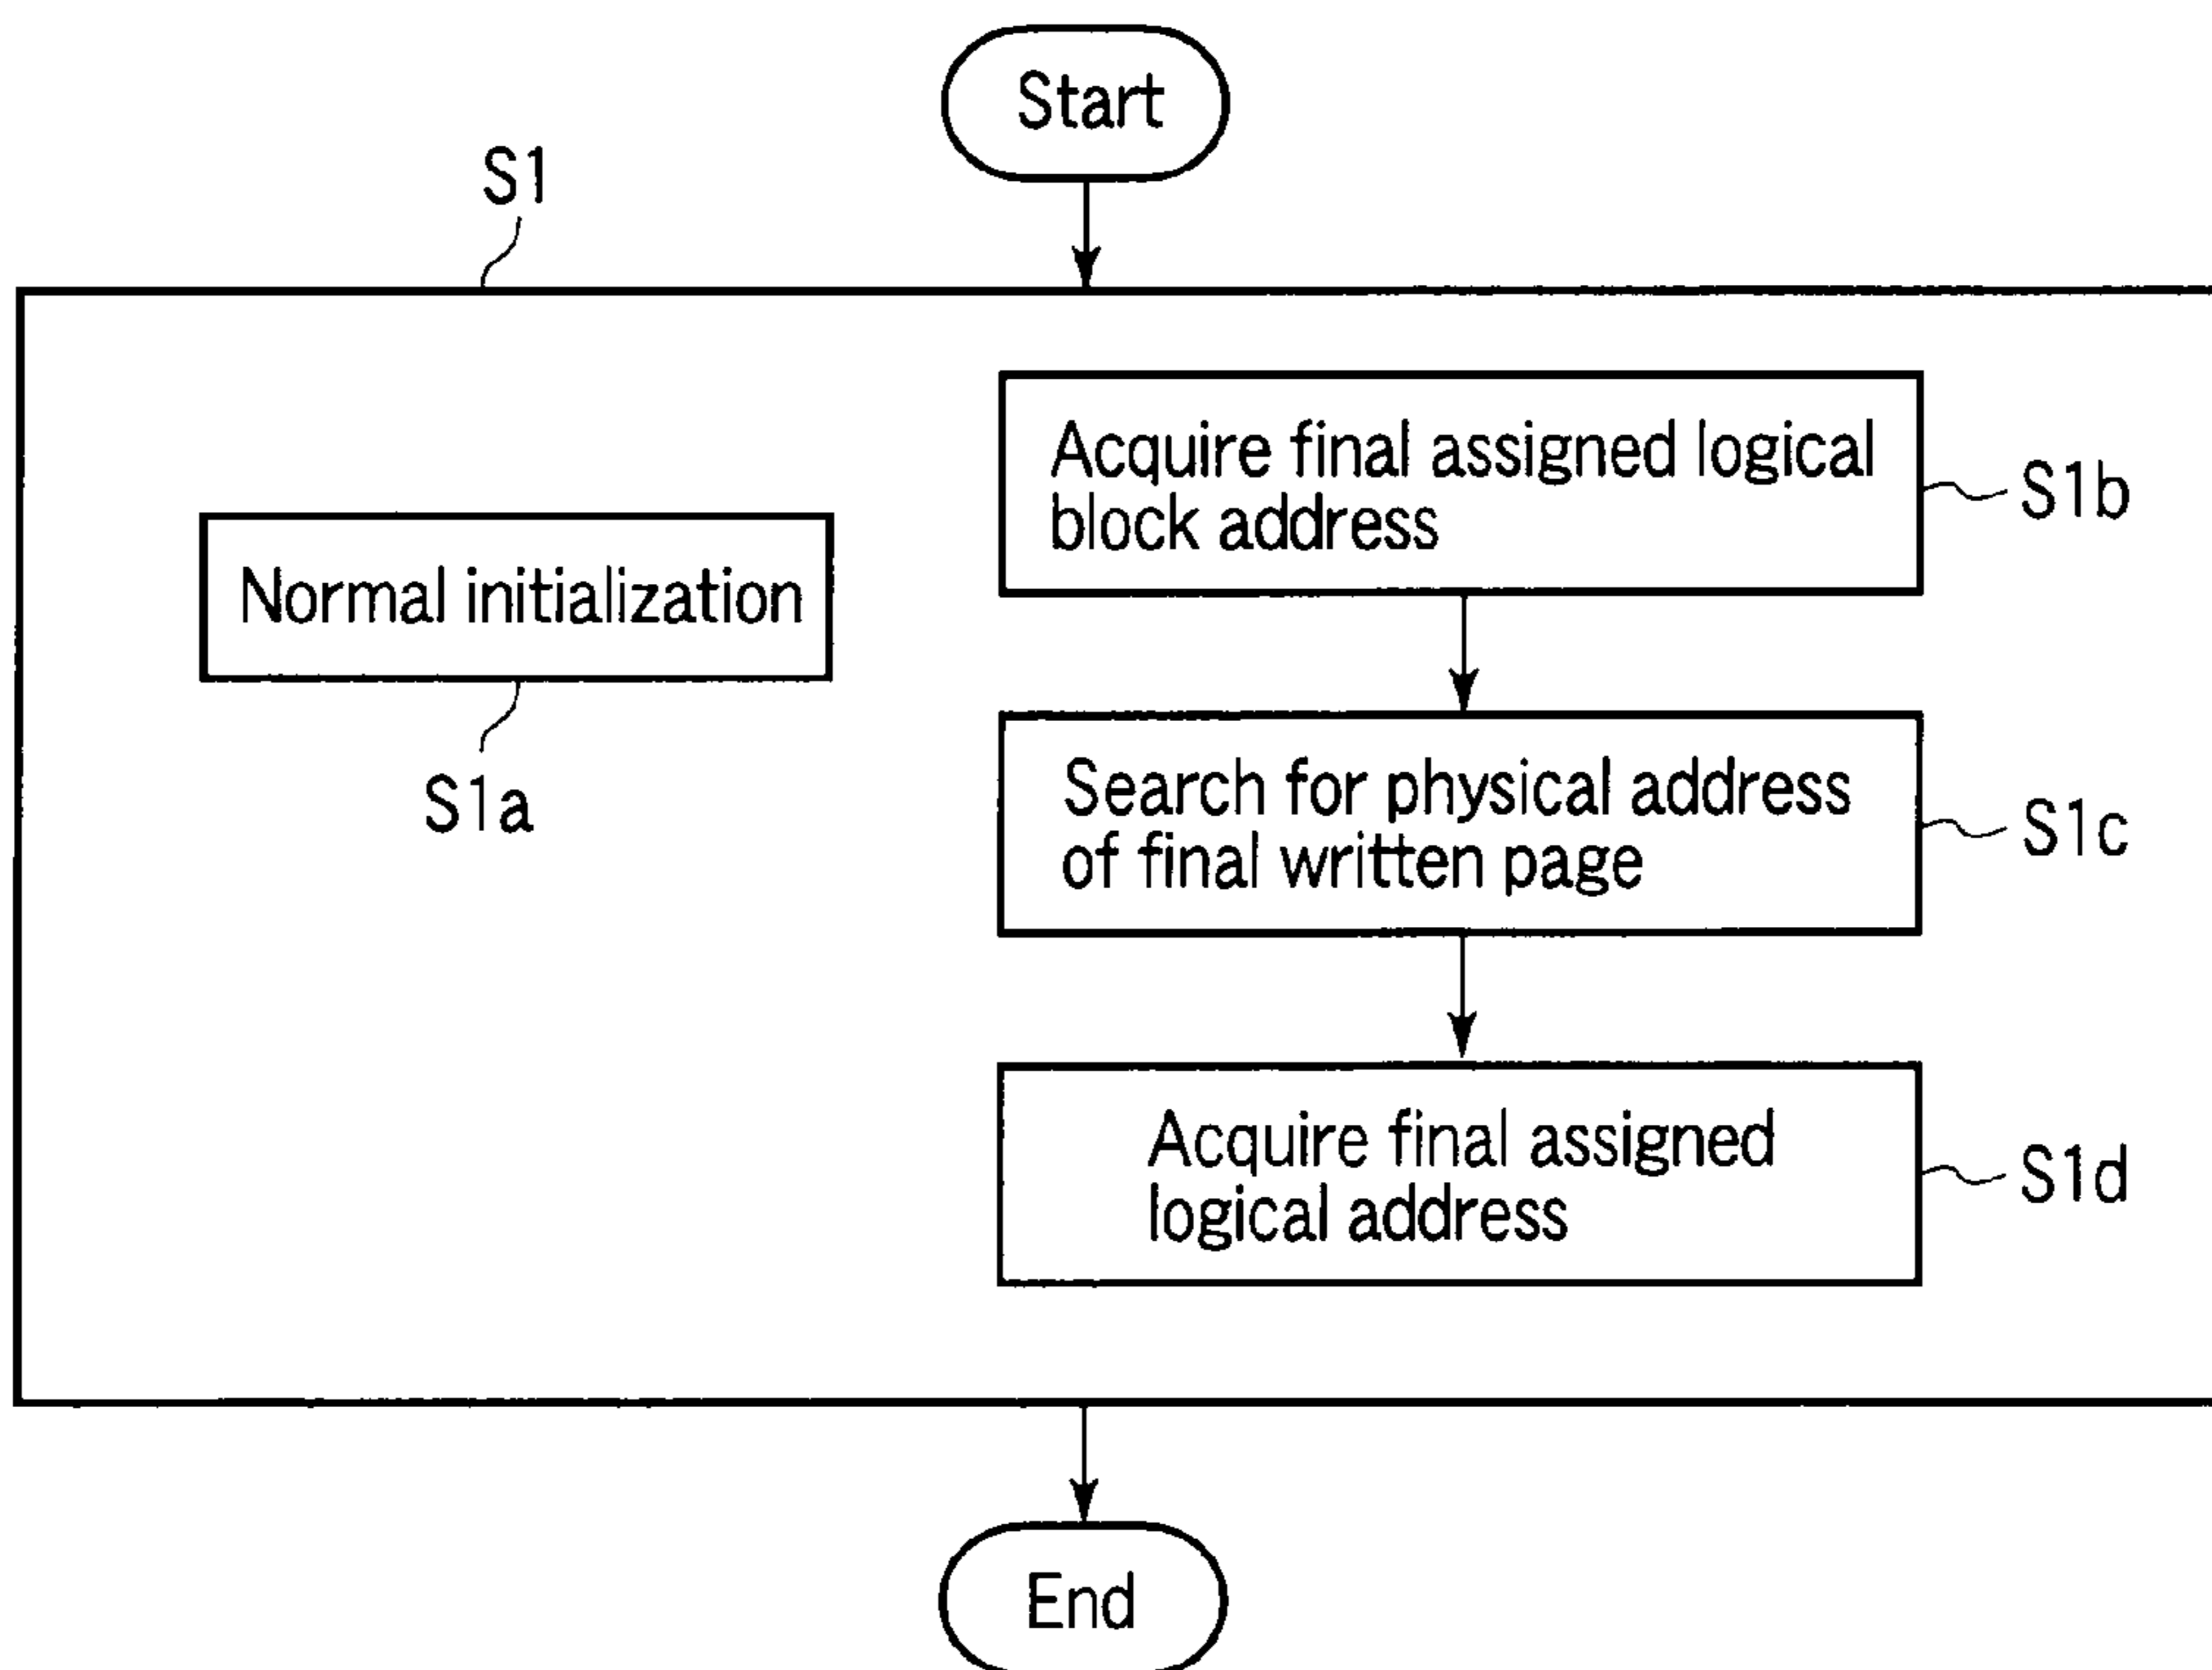 Start
S1
Acquire final assigned logical
block address
S1b
Normal initialization
S1a
Search for physical address
of final written page
S1c
Acquire final assigned
logical address
S1d
End